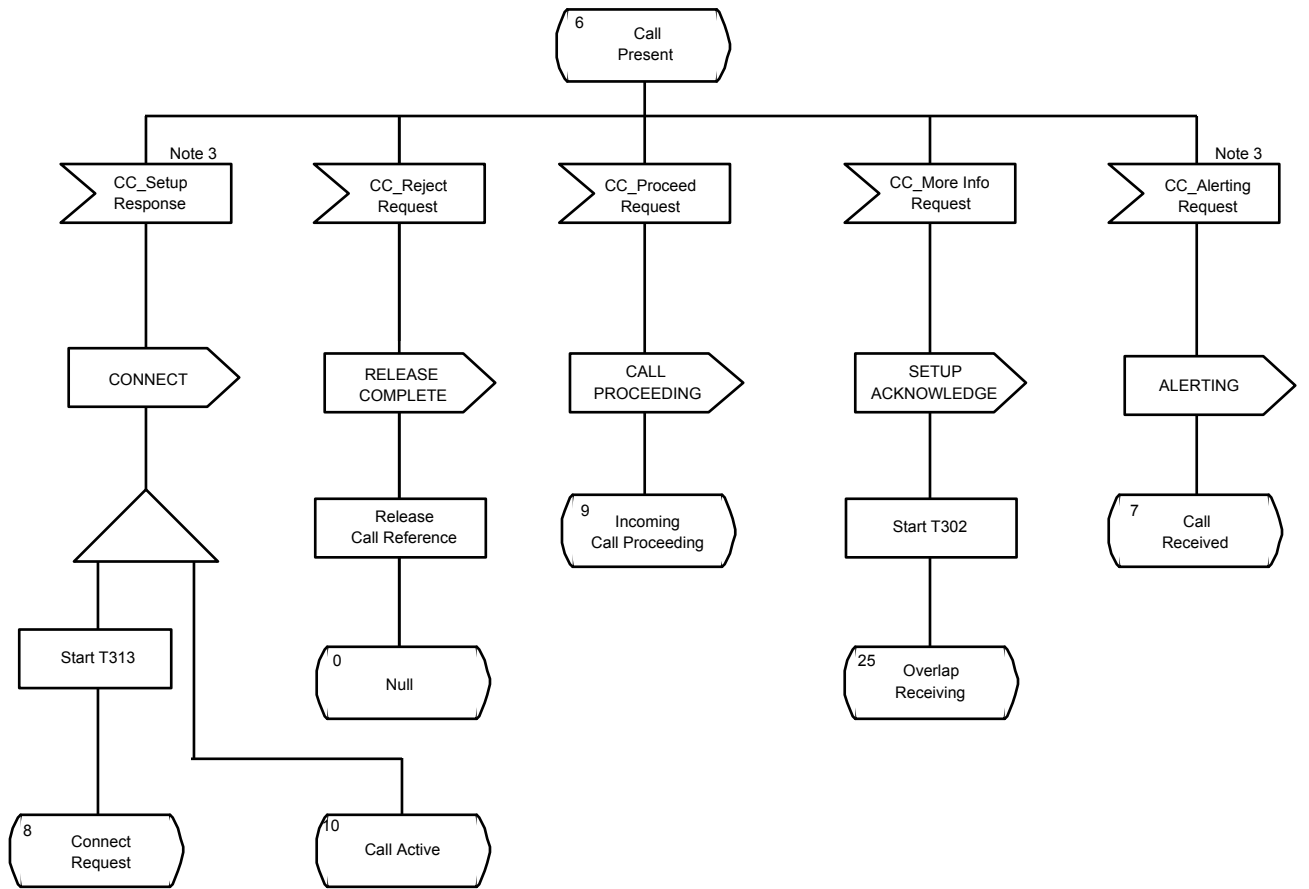 6
Call
Present
Note 3
Note 3
CC_Setup
Response
CC_Reject
Request
CC_Proceed
Request
CC_More Info
Request
CC_Alerting
Request
CONNECT
RELEASE
COMPLETE
CALL
PROCEEDING
SETUP
ACKNOWLEDGE
ALERTING
Release
Call Reference
9
Incoming
Call Proceeding
Start T302
7
Call
Received
Start T313
0
Null
25
Overlap
Receiving
8
Connect
Request
10
Call Active